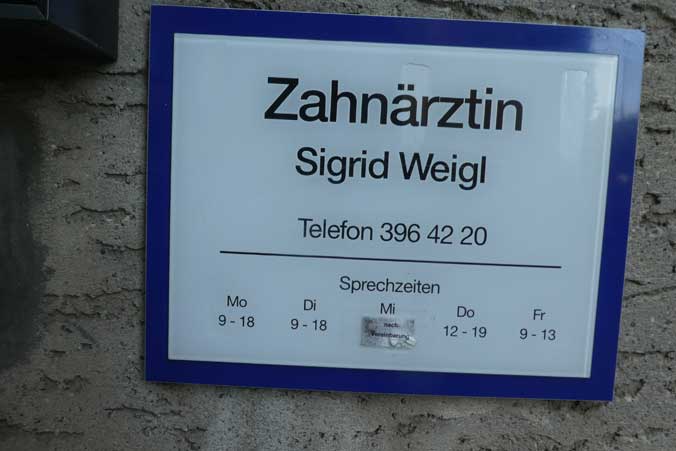 Zahnärztin
Sigrid Weigl
Telefon 396 42 20
Sprechzeiten
Mo Di Mi Do Fr
9 - 18 9 - 18 nach Vereinbarung 12 - 19 9 - 13